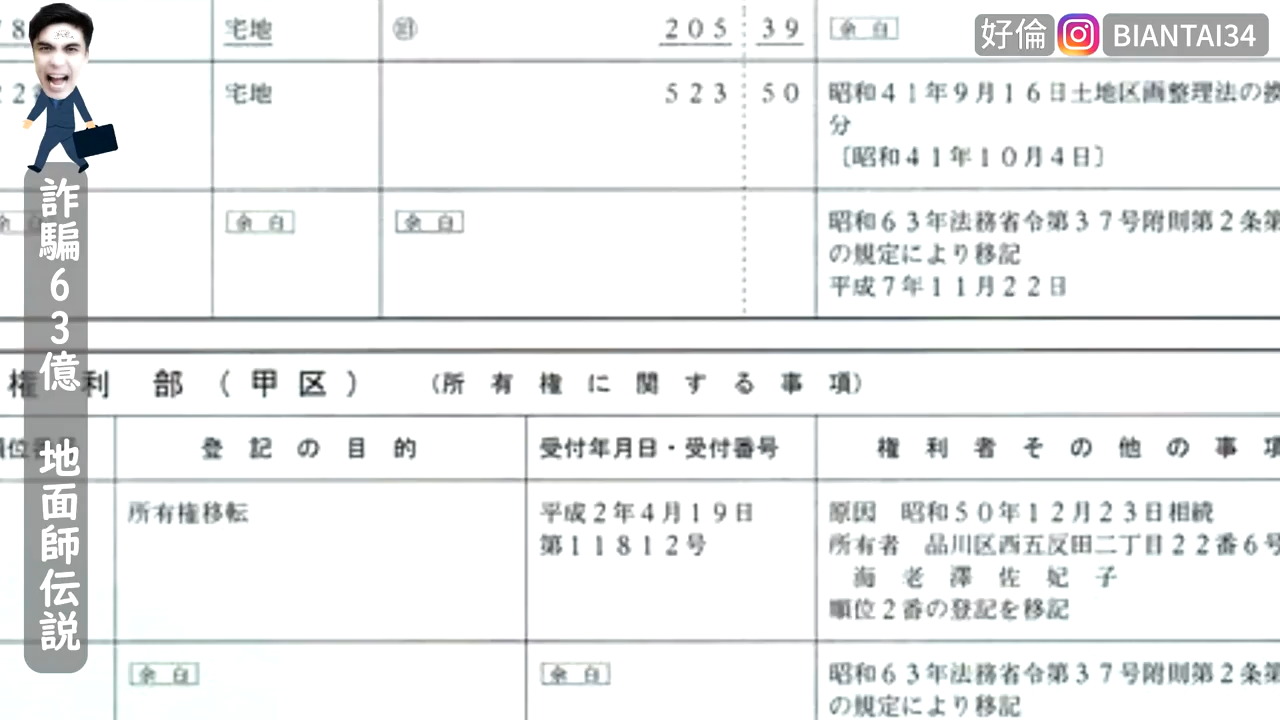 好倫
BIANTAI34
宅地
205 39
余白
宅地
523 50
昭和41年9月16日土地区画整理法の換
分
〔昭和41年10月4日〕
余白
余白
余白
昭和63年法務省令第37号附則第2条第
の規定により移記
平成7年11月22日
権利部(甲区) (所有権に関する事項)
登記の目的
受付年月日・受付番号
権利者その他の事項
所有権移転
平成2年4月19日
第11812号
原因 昭和50年12月23日相続
所有者 品川区西五反田二丁目22番6号
海老澤佐妃子
順位2番の登記を移記
余白
余白
昭和63年法務省令第37号附則第2条第
の規定により移記
詐騙63億 地面師伝説